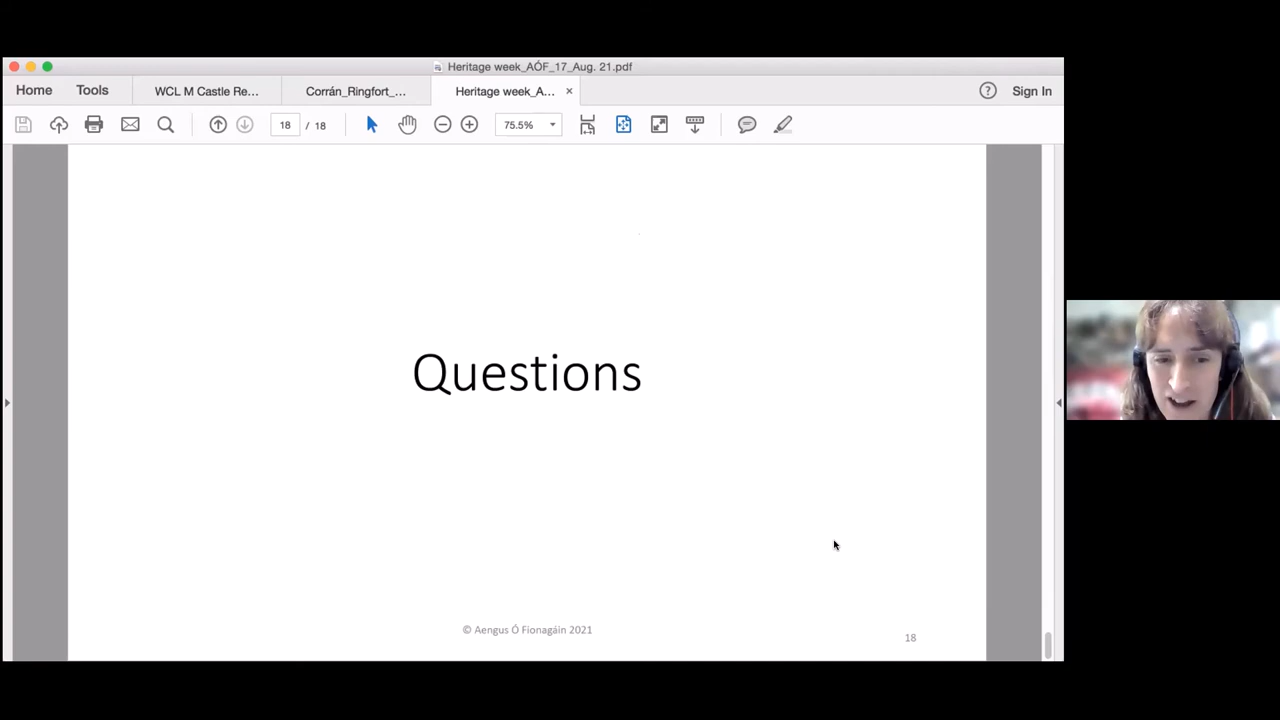 Heritage week_AÓF_17_Aug. 21.pdf
Home Tools WCL M Castle Re... Corrán_Ringfort_... Heritage week_A... × ? Sign In
18 / 18 75.5%
Questions
© Aengus Ó Fionagáin 2021
18